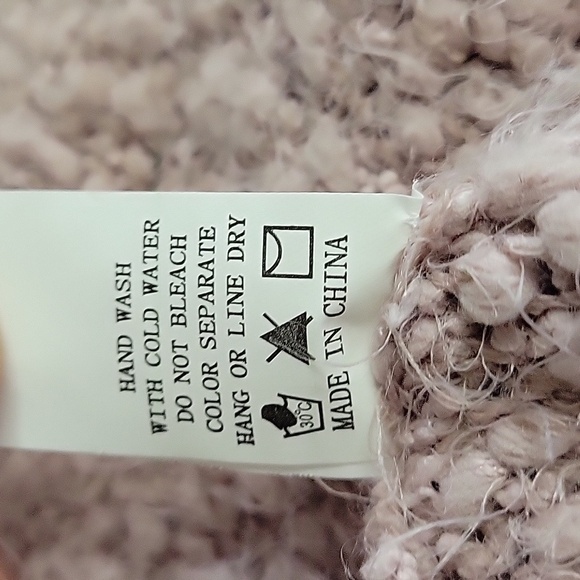 HAND WASH
WITH COLD WATER
DO NOT BLEACH
COLOR SEPARATE
HANG OR LINE DRY
30°C
MADE IN CHINA